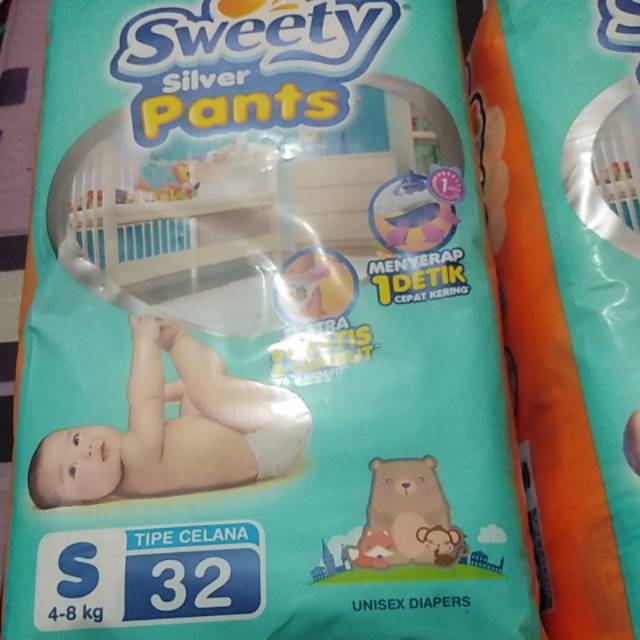 Sweety
Silver
Pants
MENYERAP
1 DETIK
CEPAT KERING
S
4-8 kg
TIPE CELANA
32
UNISEX DIAPERS